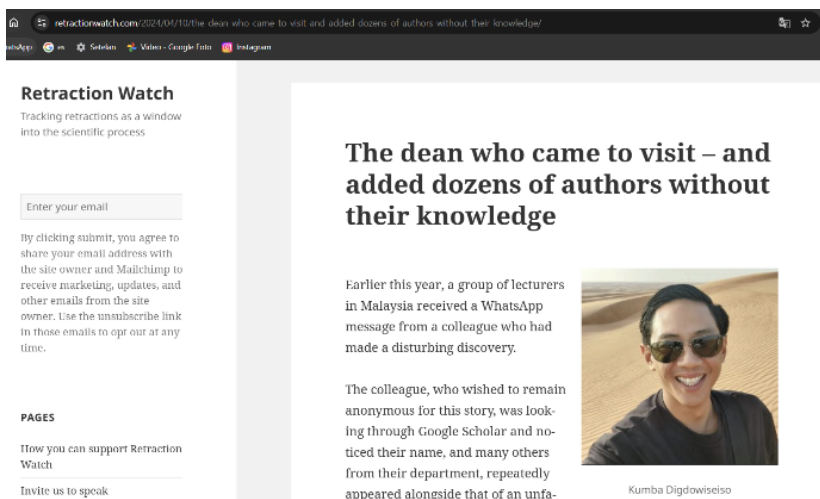 retractionwatch.com/2024/04/10/the-dean-who-came-to-visit-and-added-dozens-of-authors-without-their-knowledge/
es
Setelan
Video - Google Foto
Instagram
Retraction Watch
Tracking retractions as a window
into the scientific process
Enter your email
By clicking submit, you agree to
share your email address with
the site owner and Mailchimp to
receive marketing, updates, and
other emails from the site
owner. Use the unsubscribe link
in those emails to opt out at any
time.
PAGES
How you can support Retraction
Watch
Invite us to speak
The dean who came to visit – and
added dozens of authors without
their knowledge
Earlier this year, a group of lecturers
in Malaysia received a WhatsApp
message from a colleague who had
made a disturbing discovery.
The colleague, who wished to remain
anonymous for this story, was look-
ing through Google Scholar and no-
ticed their name, and many others
from their department, repeatedly
appeared alongside that of an unfa-
Kumba Digdowiseiso